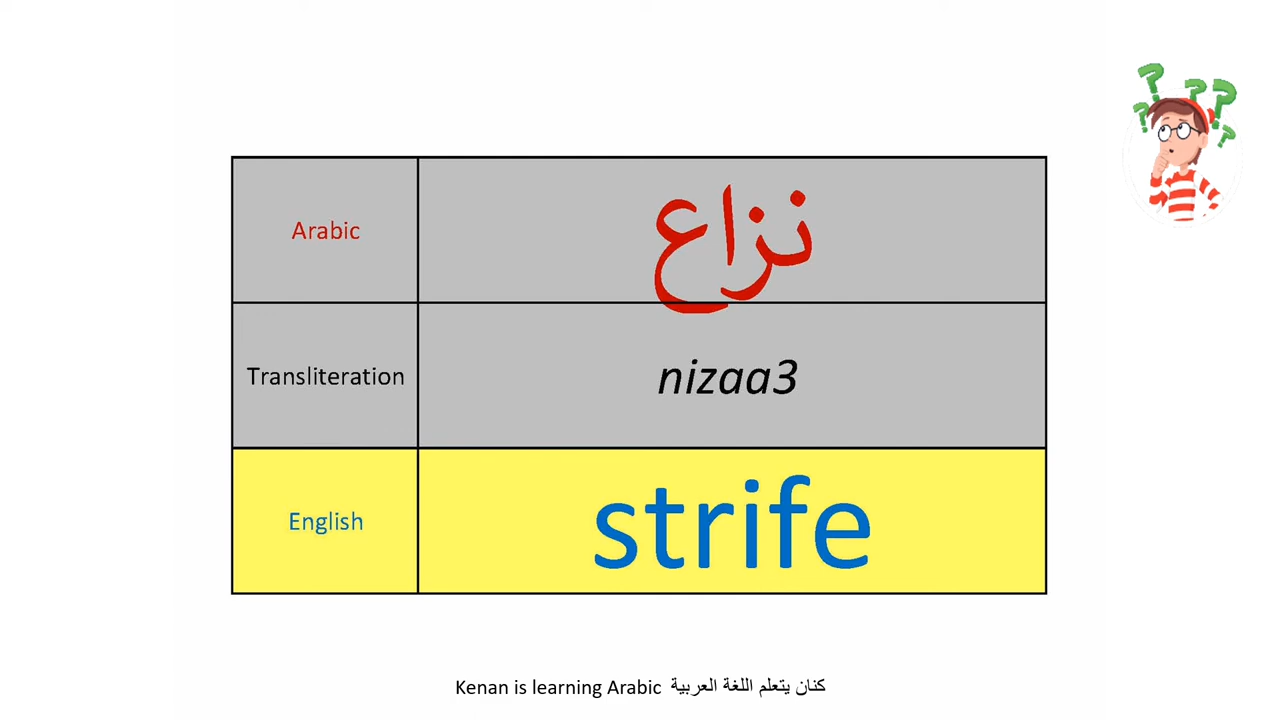 Arabic نزاع
Transliteration nizaa3
English strife
Kenan is learning Arabic كنان يتعلم اللغة العربية